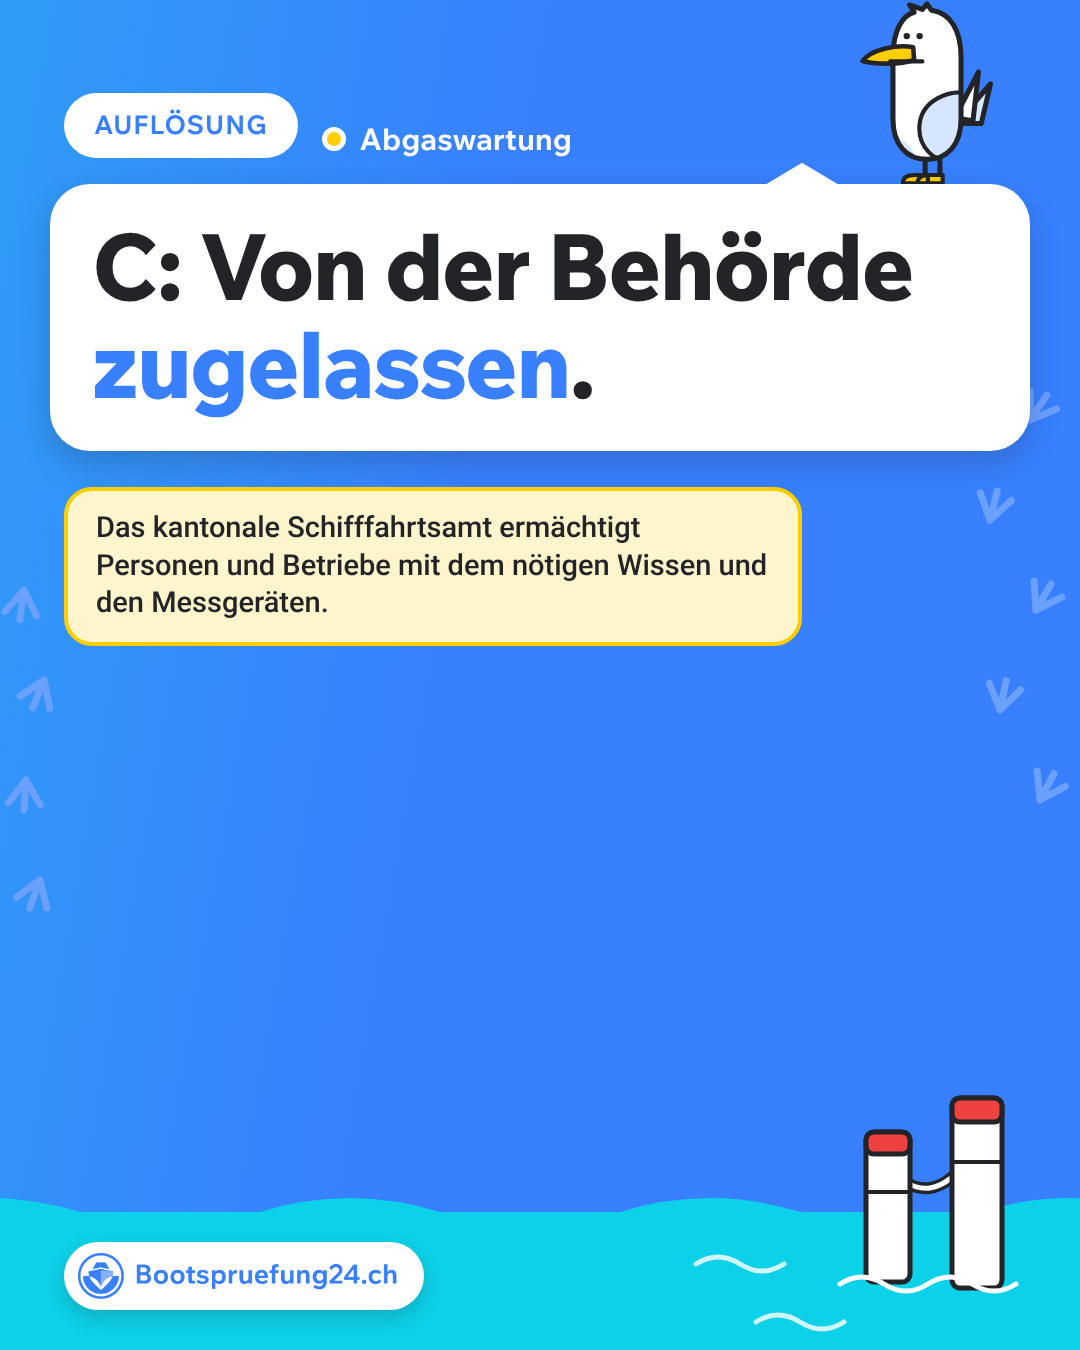 AUFLÖSUNG
Abgaswartung
C: Von der Behörde
zugelassen.
Das kantonale Schifffahrtsamt ermächtigt
Personen und Betriebe mit dem nötigen Wissen und
den Messgeräten.
Bootspruefung24.ch